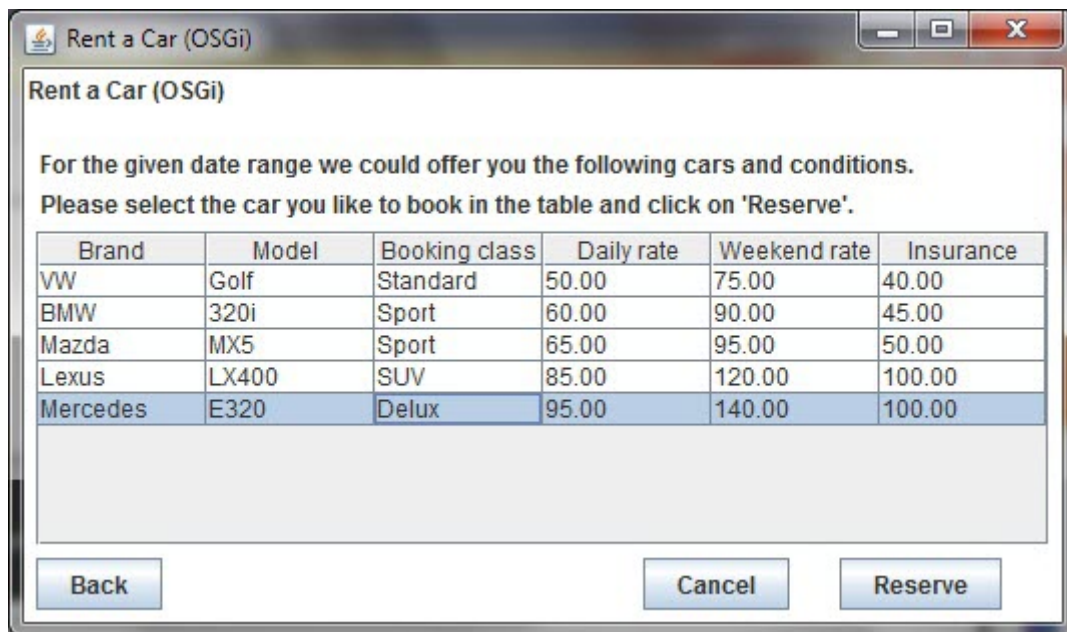 Rent a Car (OSGi)
Rent a Car (OSGi)
For the given date range we could offer you the following cars and conditions.
Please select the car you like to book in the table and click on 'Reserve'.
Brand Model Booking class Daily rate Weekend rate Insurance
VW Golf Standard 50.00 75.00 40.00
BMW 320i Sport 60.00 90.00 45.00
Mazda MX5 Sport 65.00 95.00 50.00
Lexus LX400 SUV 85.00 120.00 100.00
Mercedes E320 Delux 95.00 140.00 100.00
Back Cancel Reserve